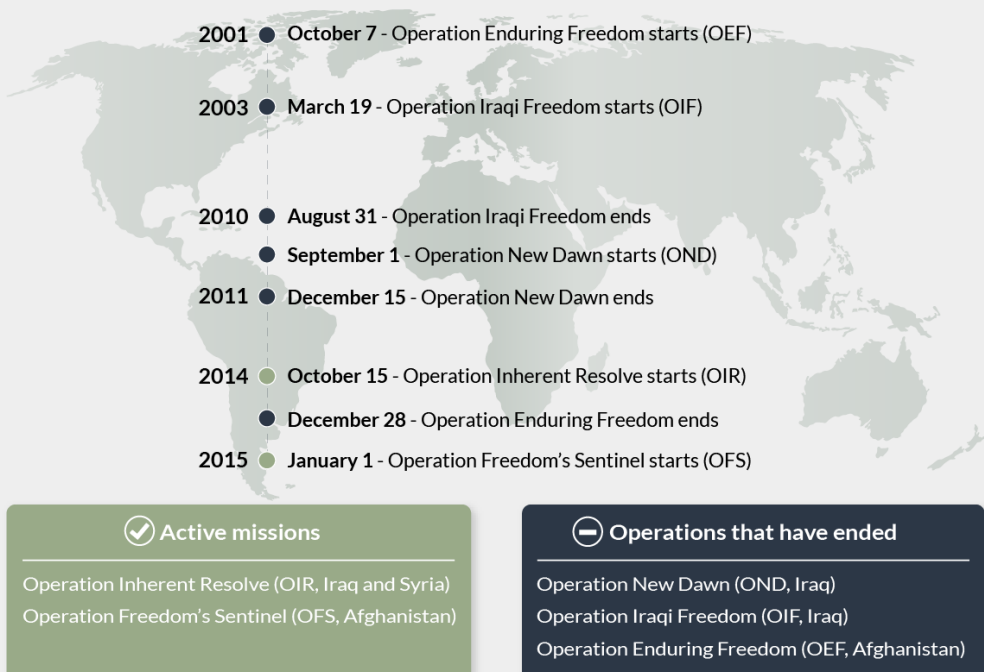 2001 October 7 - Operation Enduring Freedom starts (OEF)
2003 March 19 - Operation Iraqi Freedom starts (OIF)
2010 August 31 - Operation Iraqi Freedom ends
September 1 - Operation New Dawn starts (OND)
2011 December 15 - Operation New Dawn ends
2014 October 15 - Operation Inherent Resolve starts (OIR)
December 28 - Operation Enduring Freedom ends
2015 January 1 - Operation Freedom’s Sentinel starts (OFS)
Active missions
Operation Inherent Resolve (OIR, Iraq and Syria)
Operation Freedom’s Sentinel (OFS, Afghanistan)
Operations that have ended
Operation New Dawn (OND, Iraq)
Operation Iraqi Freedom (OIF, Iraq)
Operation Enduring Freedom (OEF, Afghanistan)